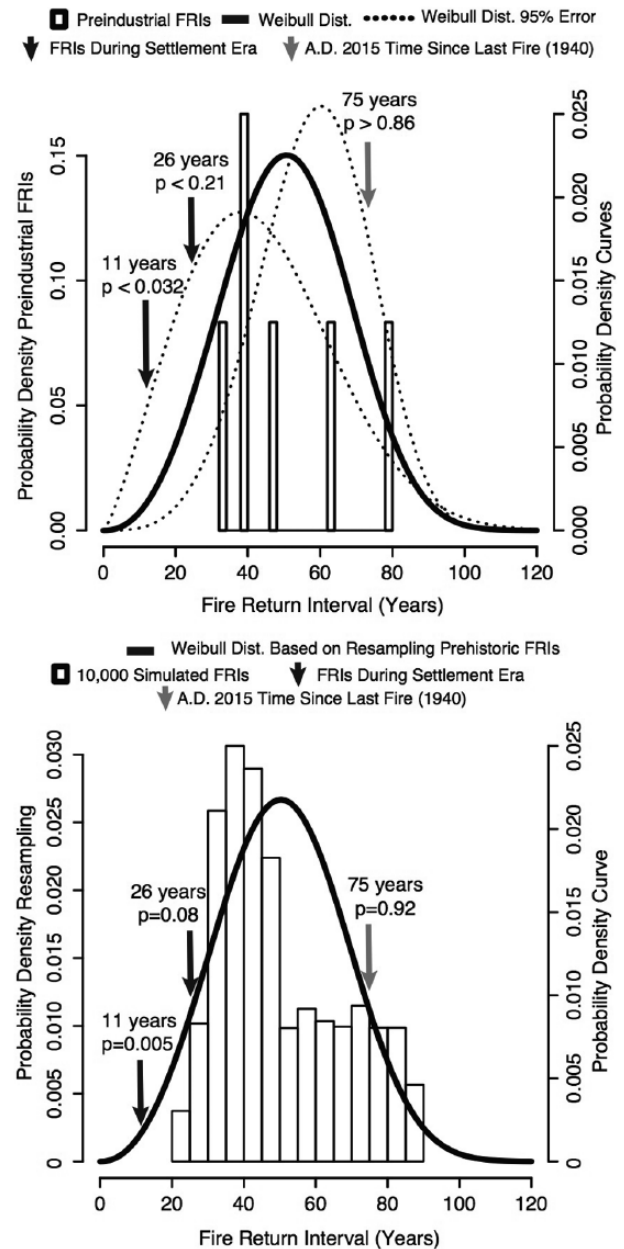 Preindustrial FRIs Weibull Dist. Weibull Dist. 95% Error
FRIs During Settlement Era A.D. 2015 Time Since Last Fire (1940)
75 years
p > 0.86
26 years
p < 0.21
11 years
p < 0.032
Probability Density Preindustrial FRIs
0.00 0.05 0.10 0.15
Probability Density Curves
0.000 0.005 0.010 0.015 0.020 0.025
0 20 40 60 80 100 120
Fire Return Interval (Years)
Weibull Dist. Based on Resampling Prehistoric FRIs
10,000 Simulated FRIs FRIs During Settlement Era
A.D. 2015 Time Since Last Fire (1940)
26 years
p=0.08
75 years
p=0.92
11 years
p=0.005
Probability Density Resampling
0 0.005 0.010 0.015 0.020 0.025 0.030
Probability Density Curve
0 0.005 0.010 0.015 0.020 0.025
0 20 40 60 80 100 120
Fire Return Interval (Years)